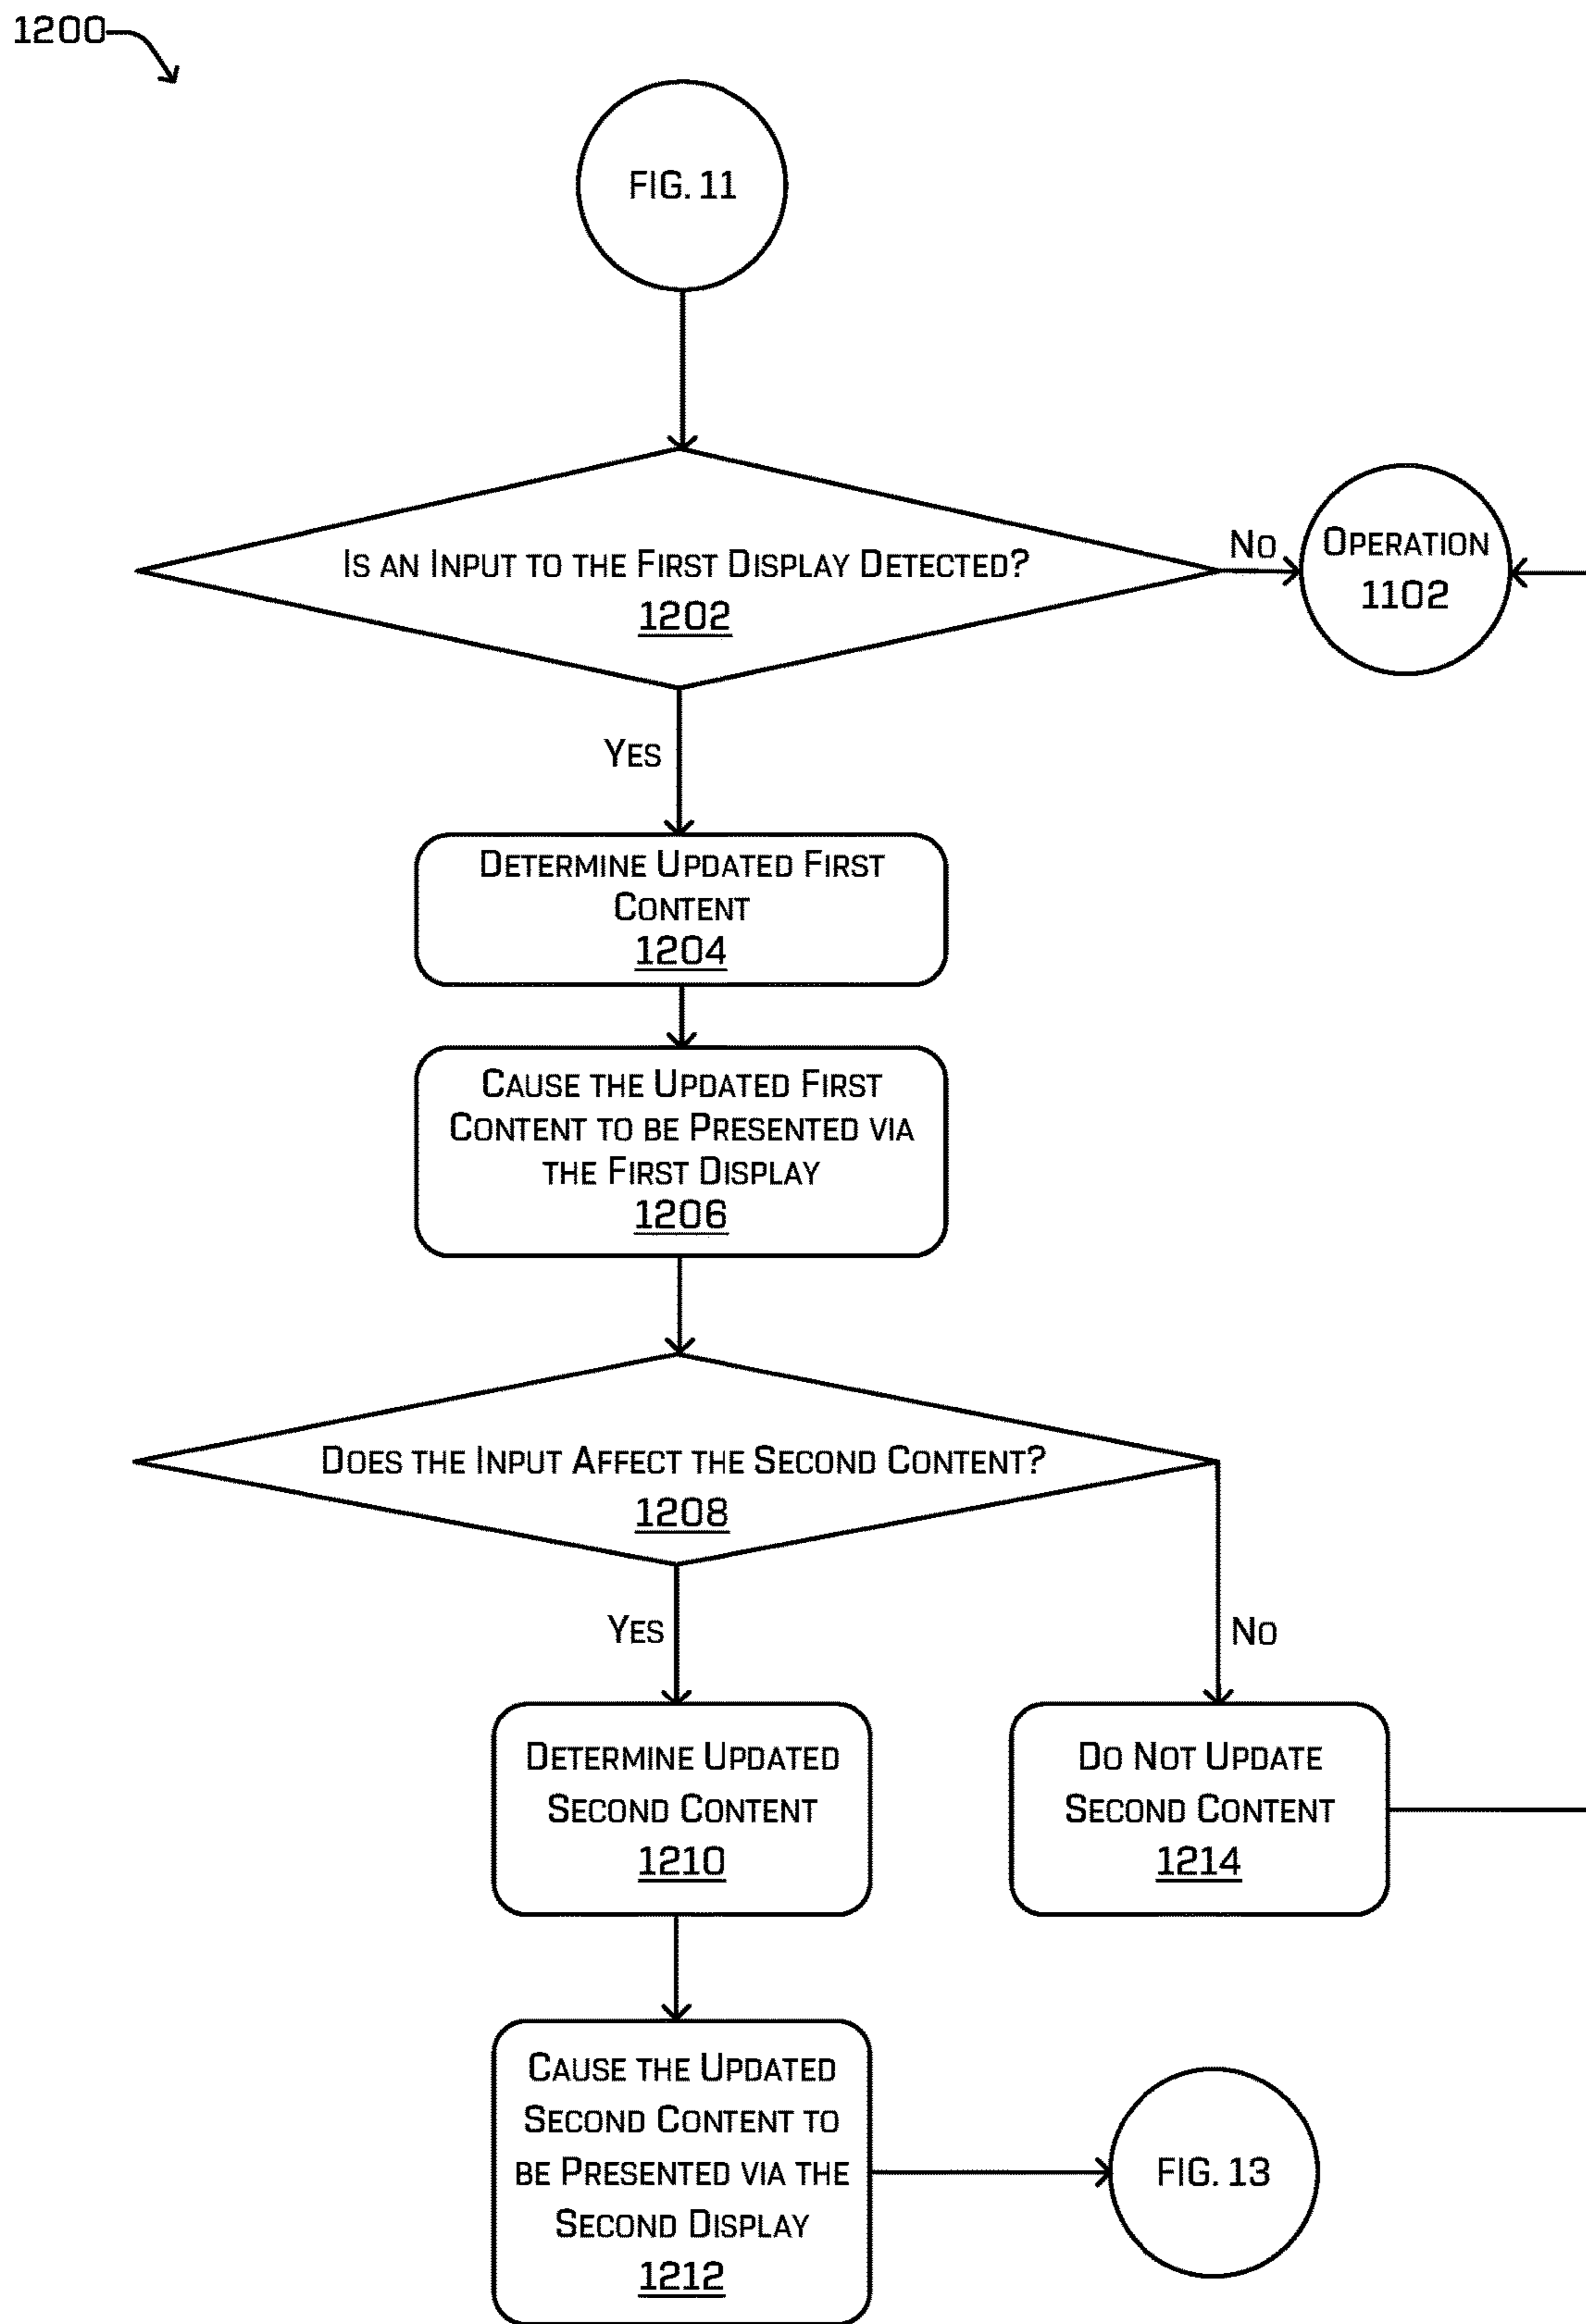 1200
FIG. 11
IS AN INPUT TO THE FIRST DISPLAY DETECTED?
1202
NO
OPERATION
1102
YES
DETERMINE UPDATED FIRST
CONTENT
1204
CAUSE THE UPDATED FIRST
CONTENT TO BE PRESENTED VIA
THE FIRST DISPLAY
1206
DOES THE INPUT AFFECT THE SECOND CONTENT?
1208
YES
NO
DETERMINE UPDATED
SECOND CONTENT
1210
DO NOT UPDATE
SECOND CONTENT
1214
CAUSE THE UPDATED
SECOND CONTENT TO
BE PRESENTED VIA THE
SECOND DISPLAY
1212
FIG. 13